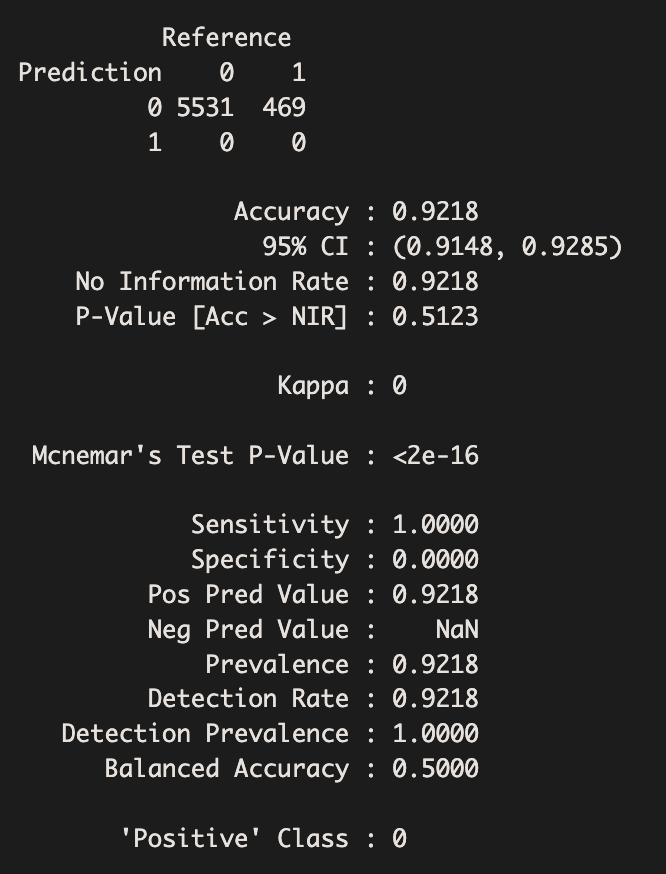 Reference
Prediction 0 1
0 5531 469
1 0 0
Accuracy : 0.9218
95% CI : (0.9148, 0.9285)
No Information Rate : 0.9218
P-Value [Acc > NIR] : 0.5123
Kappa : 0
Mcnemar's Test P-Value : <2e-16
Sensitivity : 1.0000
Specificity : 0.0000
Pos Pred Value : 0.9218
Neg Pred Value : NaN
Prevalence : 0.9218
Detection Rate : 0.9218
Detection Prevalence : 1.0000
Balanced Accuracy : 0.5000
'Positive' Class : 0